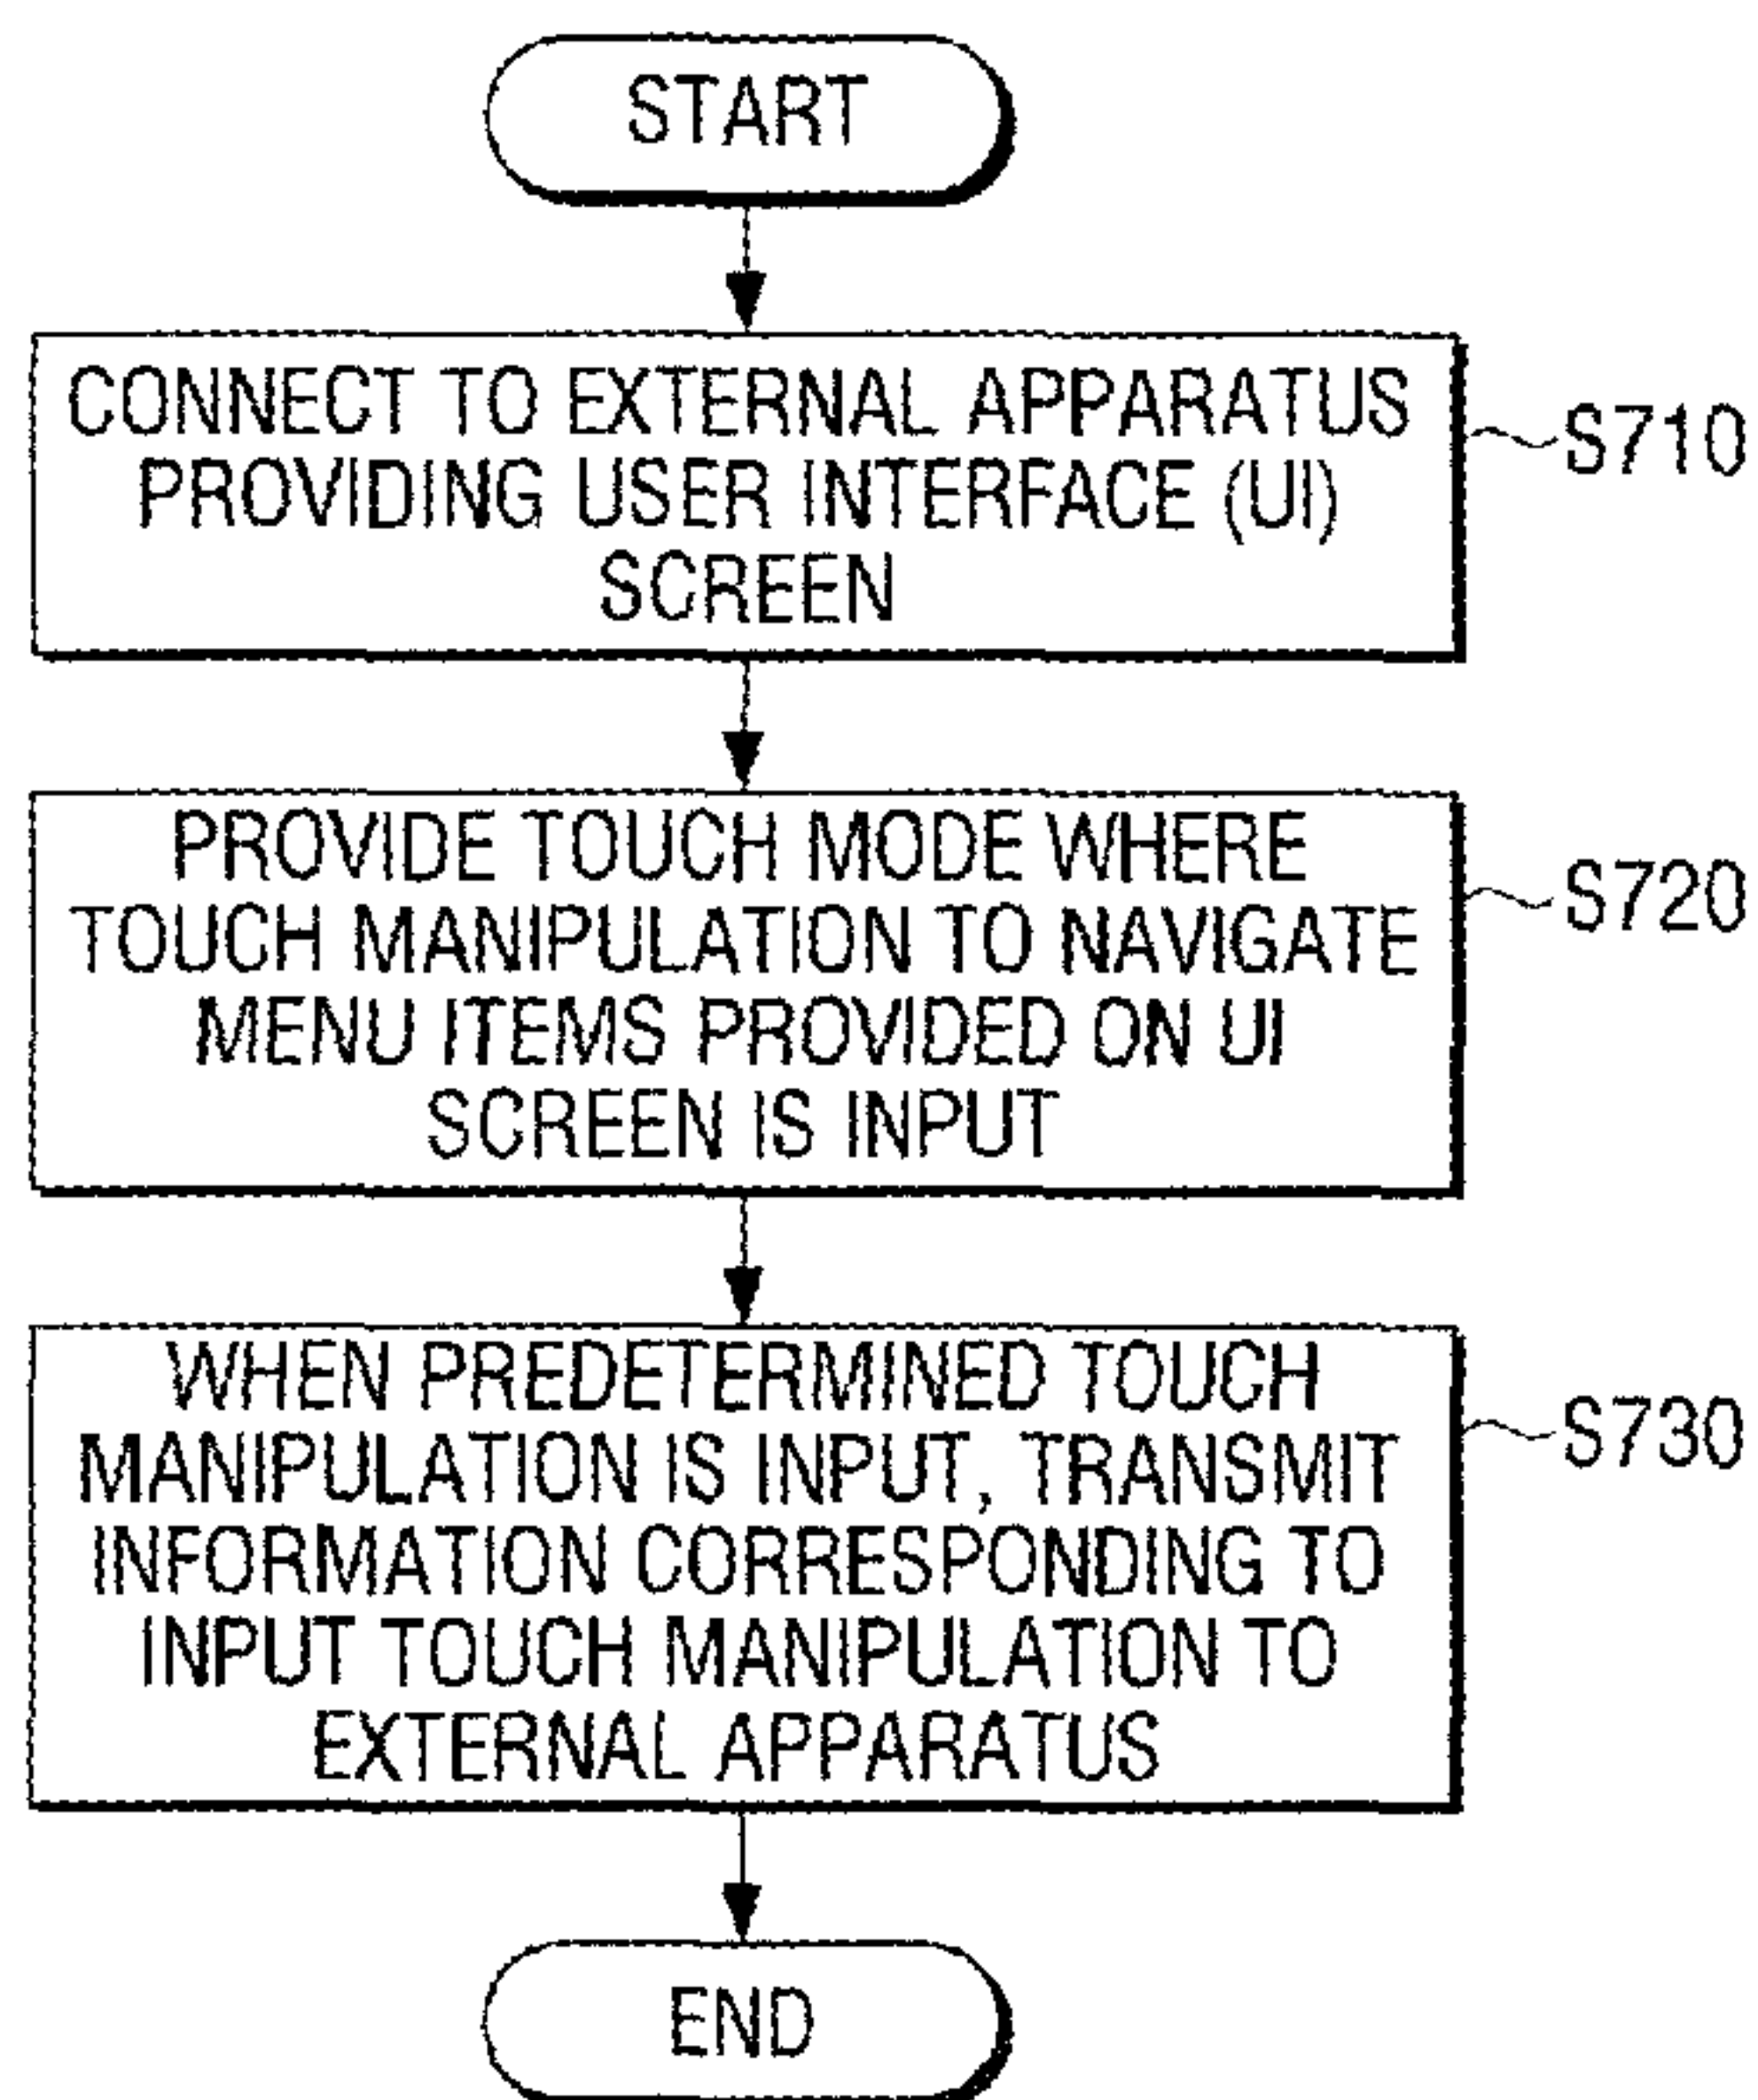 START
CONNECT TO EXTERNAL APPARATUS
PROVIDING USER INTERFACE (UI)
SCREEN
S710
PROVIDE TOUCH MODE WHERE
TOUCH MANIPULATION TO NAVIGATE
MENU ITEMS PROVIDED ON UI
SCREEN IS INPUT
S720
WHEN PREDETERMINED TOUCH
MANIPULATION IS INPUT, TRANSMIT
INFORMATION CORRESPONDING TO
INPUT TOUCH MANIPULATION TO
EXTERNAL APPARATUS
S730
END